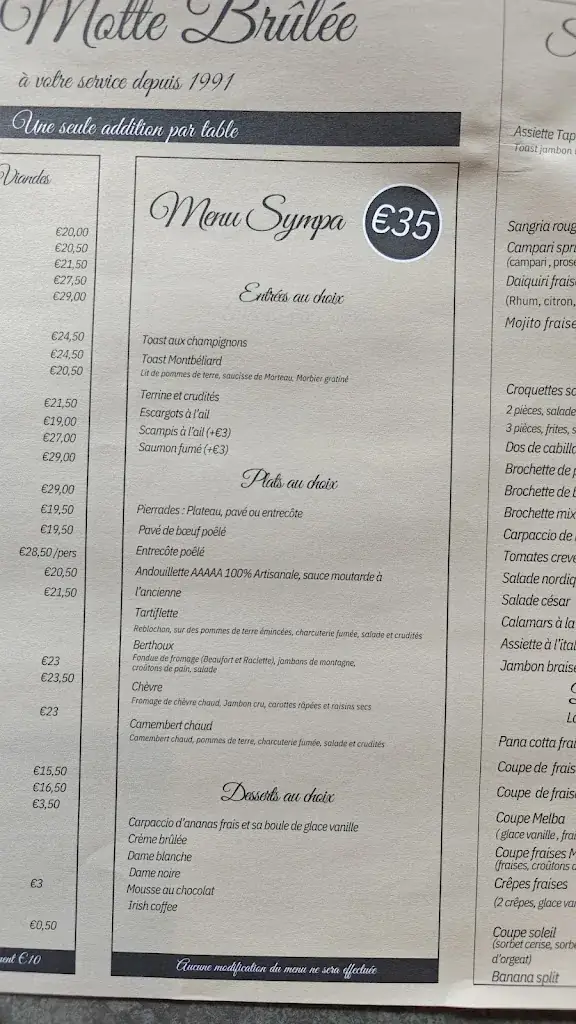 Motte Brûlée
à votre service depuis 1991
Une seule addition par table
Viandes
€20,00
€20,50
€21,50
€27,50
€29,00
€24,50
€24,50
€20,50
€21,50
€19,00
€27,00
€29,00
€29,00
€19,50
€19,50
€28,50/pers
€20,50
€21,50
€23
€23,50
€23
€15,50
€16,50
€3,50
€3
€0,50
€10
Menu Sympa €35
Entrées au choix
Toast aux champignons
Toast Montbéliard
Lit de pommes de terre, saucisse de Morteau, Morbier gratiné
Terrine et crudités
Escargots à l'ail
Scampis à l'ail (+€3)
Saumon fumé (+€3)
Plats au choix
Pierrades : Plateau, pavé ou entrecôte
Pavé de bœuf poêlé
Entrecôte poêlé
Andouillette AAAAA 100% Artisanale, sauce moutarde à
l'ancienne
Tartiflette
Reblochon, sur des pommes de terre émincées, charcuterie fumée, salade et crudités
Berthoux
Fondue de fromage (Beaufort et Raclette), jambons de montagne,
croûtons de pain, salade
Chèvre
Fromage de chèvre chaud, Jambon cru, carottes râpées et raisins secs
Camembert chaud
Camembert chaud, pommes de terre, charcuterie fumée, salade et crudités
Desserts au choix
Carpaccio d'ananas frais et sa boule de glace vanille
Crème brûlée
Dame blanche
Dame noire
Mousse au chocolat
Irish coffee
Aucune modification du menu ne sera effectuée
Assiette Tap
Toast jambon
Sangria roug
Campari spri
(campari, prose
Daiquiri frais
(Rhum, citron,
Mojito fraise
Croquettes sc
2 pièces, salade
3 pièces, frites, s
Dos de cabilla
Brochette de
Brochette de
Brochette mix
Carpaccio de
Tomates creve
Salade nordiq
Salade césar
Calamars à la
Assiette à l'ital
Jambon braise
Pana cotta frai
Coupe de frais
Coupe de frais
Coupe Melba
( glace vanille, frai
Coupe fraises M
(fraises, croûtons
Crêpes fraises
(2 crêpes, glace van
Coupe soleil
(sorbet cerise, sorb
d'orgeat)
Banana split